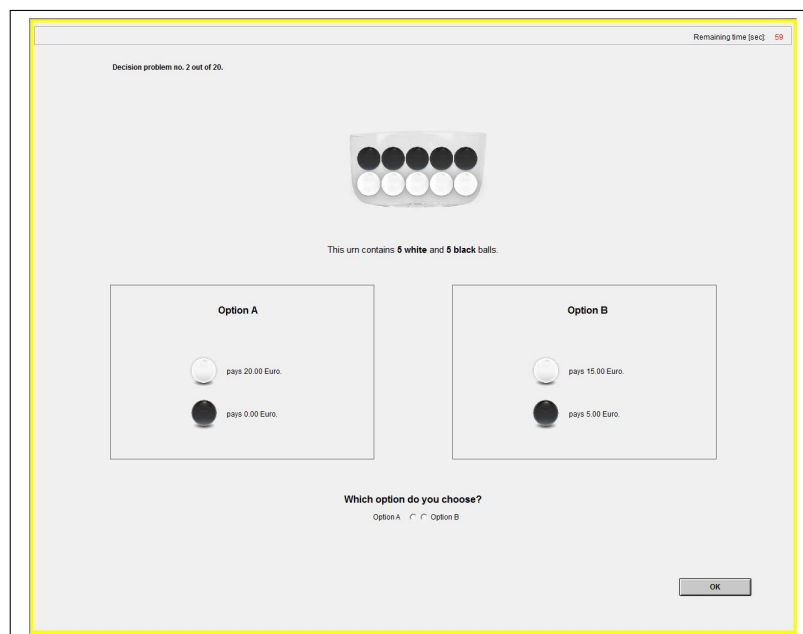 Remaining time [sec]: 59
Decision problem no. 2 out of 20.
This urn contains 5 white and 5 black balls.
Option A
pays 20.00 Euro.
pays 0.00 Euro.
Option B
pays 15.00 Euro.
pays 5.00 Euro.
Which option do you choose?
Option A Option B
OK